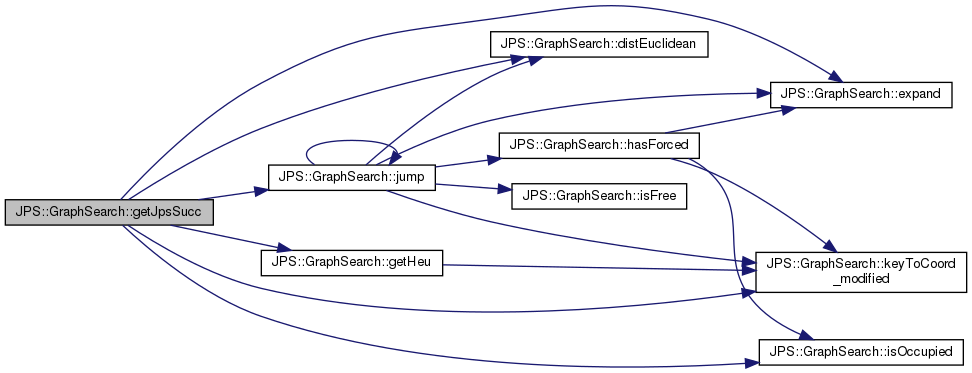 JPS::GraphSearch::distEuclidean
JPS::GraphSearch::expand
JPS::GraphSearch::hasForced
JPS::GraphSearch::jump
JPS::GraphSearch::isFree
JPS::GraphSearch::getJpsSucc
JPS::GraphSearch::getHeu
JPS::GraphSearch::keyToCoord
_modified
JPS::GraphSearch::isOccupied